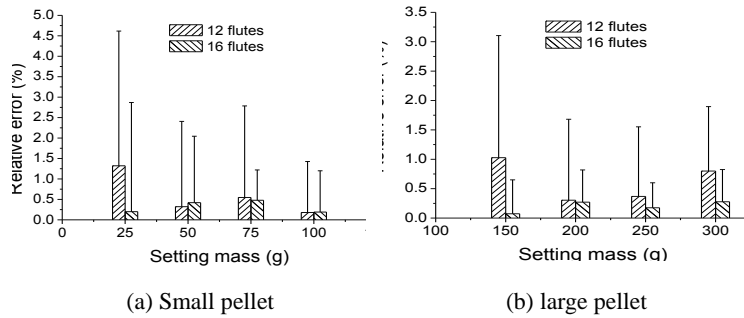 5.0
4.5
4.0
3.5
3.0
2.5
2.0
1.5
1.0
0.5
0.0
Relative error (%)
12 flutes
16 flutes
0 25 50 75 100
Setting mass (g)
(a) Small pellet
3.5
3.0
2.5
2.0
1.5
1.0
0.5
0.0
12 flutes
16 flutes
100 150 200 250 300
Setting mass (g)
(b) large pellet